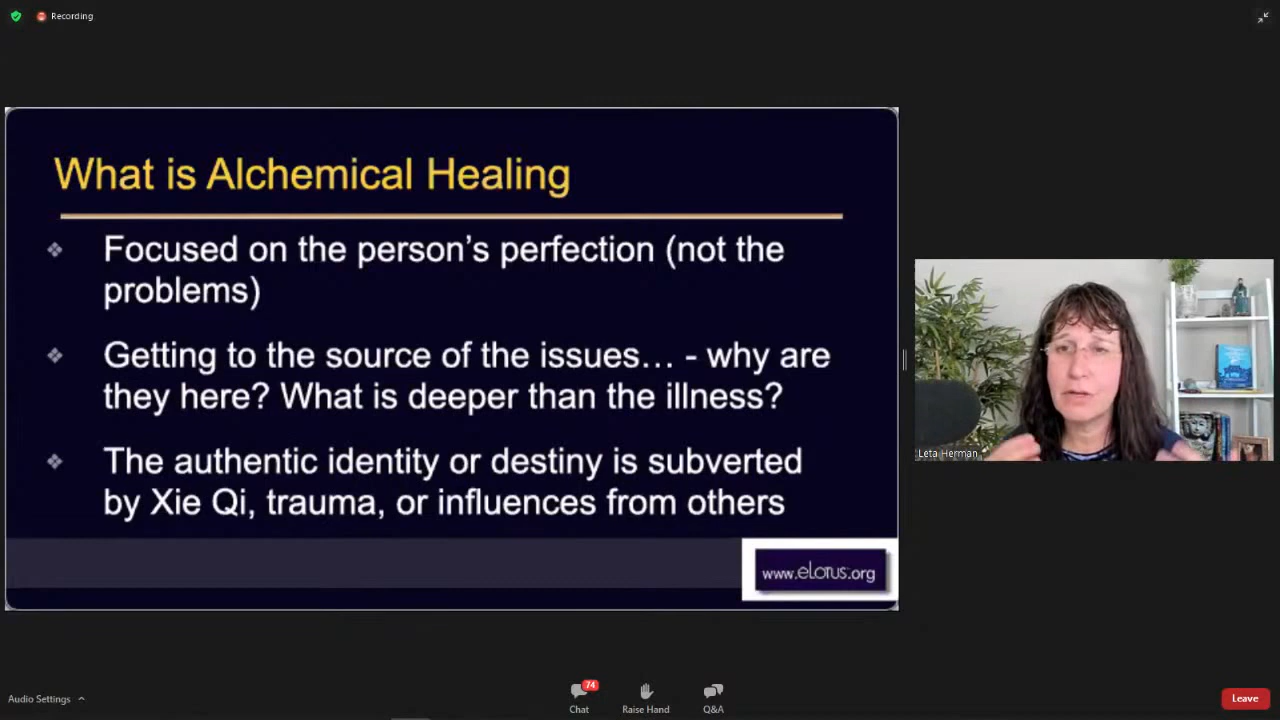 Recording
What is Alchemical Healing
Focused on the person's perfection (not the
problems)
Getting to the source of the issues… - why are
they here? What is deeper than the illness?
The authentic identity or destiny is subverted
by Xie Qi, trauma, or influences from others
www.eLotus.org
Leta Herman
Audio Settings
74
Chat
Raise Hand
Q&A
Leave